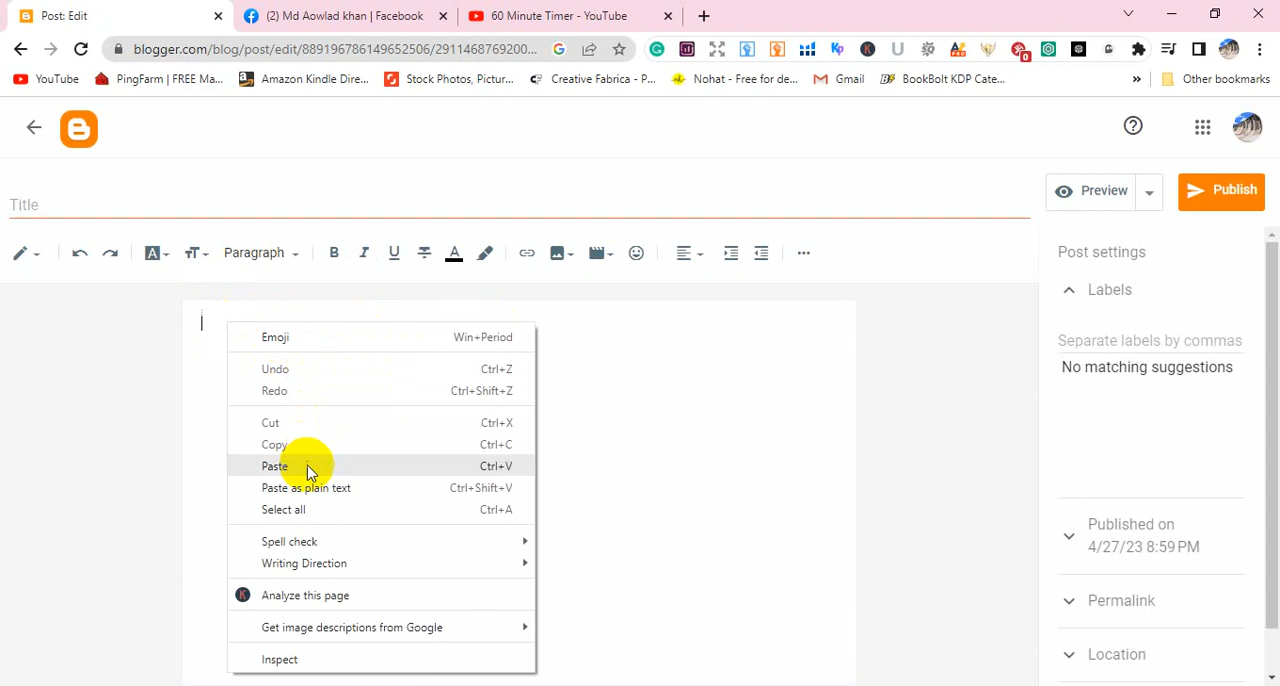 Post: Edit
(2) Md Aowlad khan | Facebook
60 Minute Timer - YouTube
blogger.com/blog/post/edit/889196786149652506/2911468769200...
YouTube
PingFarm | FREE Ma...
Amazon Kindle Dire...
Stock Photos, Pictur...
Creative Fabrica - P...
Nohat - Free for de...
Gmail
BookBolt KDP Cate...
»
Other bookmarks
Title
Preview
Publish
Paragraph
Post settings
Labels
Separate labels by commas
No matching suggestions
Published on
4/27/23 8:59 PM
Permalink
Location
Emoji Win+Period
Undo Ctrl+Z
Redo Ctrl+Shift+Z
Cut Ctrl+X
Copy Ctrl+C
Paste Ctrl+V
Paste as plain text Ctrl+Shift+V
Select all Ctrl+A
Spell check
Writing Direction
Analyze this page
Get image descriptions from Google
Inspect